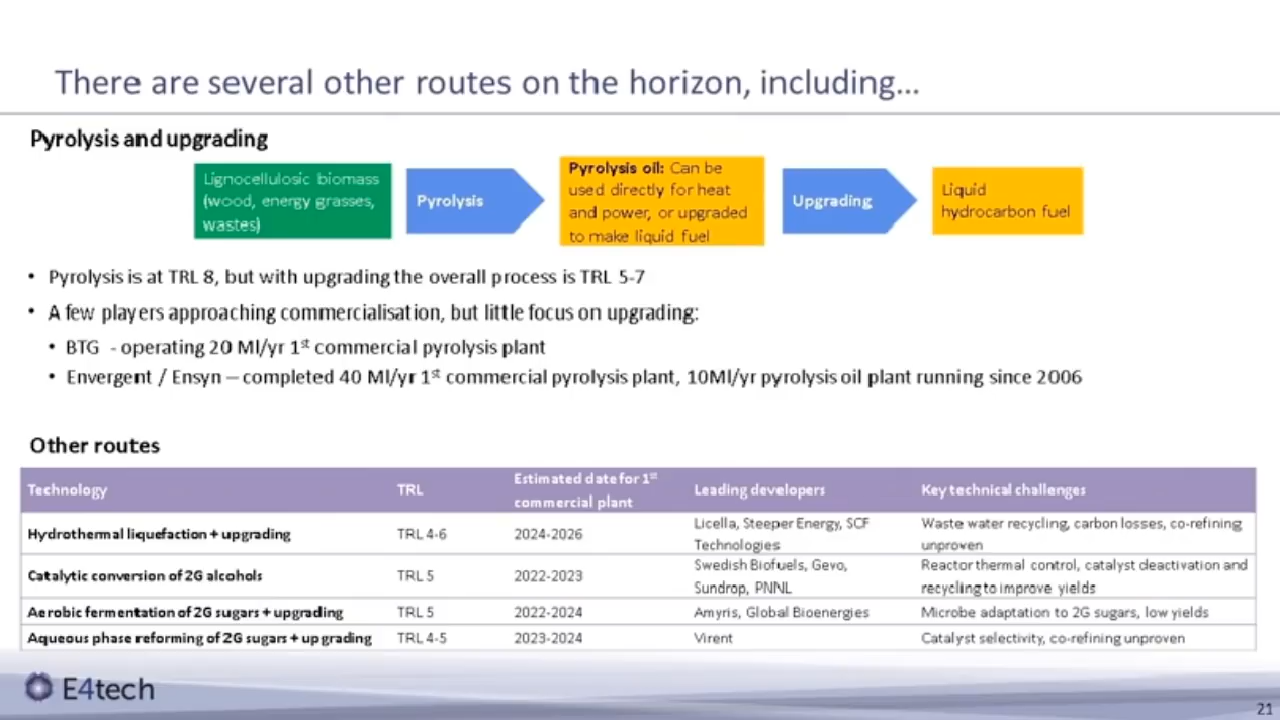 There are several other routes on the horizon, including...
Pyrolysis and upgrading
Lignocellulosic biomass
(wood, energy grasses,
wastes)
Pyrolysis
Pyrolysis oil: Can be
used directly for heat
and power, or upgraded
to make liquid fuel
Upgrading
Liquid
hydrocarbon fuel
• Pyrolysis is at TRL 8, but with upgrading the overall process is TRL 5-7
• A few players approaching commercialisation, but little focus on upgrading:
• BTG - operating 20 Ml/yr 1st commercial pyrolysis plant
• Envergent / Ensyn – completed 40 Ml/yr 1st commercial pyrolysis plant, 10Ml/yr pyrolysis oil plant running since 2006
Other routes
Technology TRL Estimated date for 1st commercial plant Leading developers Key technical challenges
Hydrothermal liquefaction + upgrading TRL 4-6 2024-2026 Licella, Steeper Energy, SCF Technologies Waste water recycling, carbon losses, co-refining unproven
Catalytic conversion of 2G alcohols TRL 5 2022-2023 Swedish Biofuels, Gevo, Sundrop, PNNL Reactor thermal control, catalyst deactivation and recycling to improve yields
Aerobic fermentation of 2G sugars + upgrading TRL 5 2022-2024 Amyris, Global Bioenergies Microbe adaptation to 2G sugars, low yields
Aqueous phase reforming of 2G sugars + upgrading TRL 4-5 2023-2024 Virent Catalyst selectivity, co-refining unproven
E4tech
21